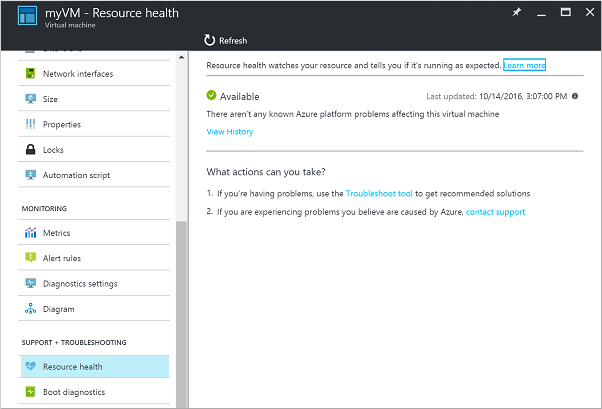 myVM - Resource health
Virtual machine
Refresh
Extensions
Network interfaces
Size
Properties
Locks
Automation script
MONITORING
Metrics
Alert rules
Diagnostics settings
Diagram
SUPPORT + TROUBLESHOOTING
Resource health
Boot diagnostics
Resource health watches your resource and tells you if it's running as expected. Learn more
Available
Last updated: 10/14/2016, 3:07:00 PM
There aren't any known Azure platform problems affecting this virtual machine
View History
What actions can you take?
1. If you're having problems, use the Troubleshoot tool to get recommended solutions
2. If you are experiencing problems you believe are caused by Azure, contact support